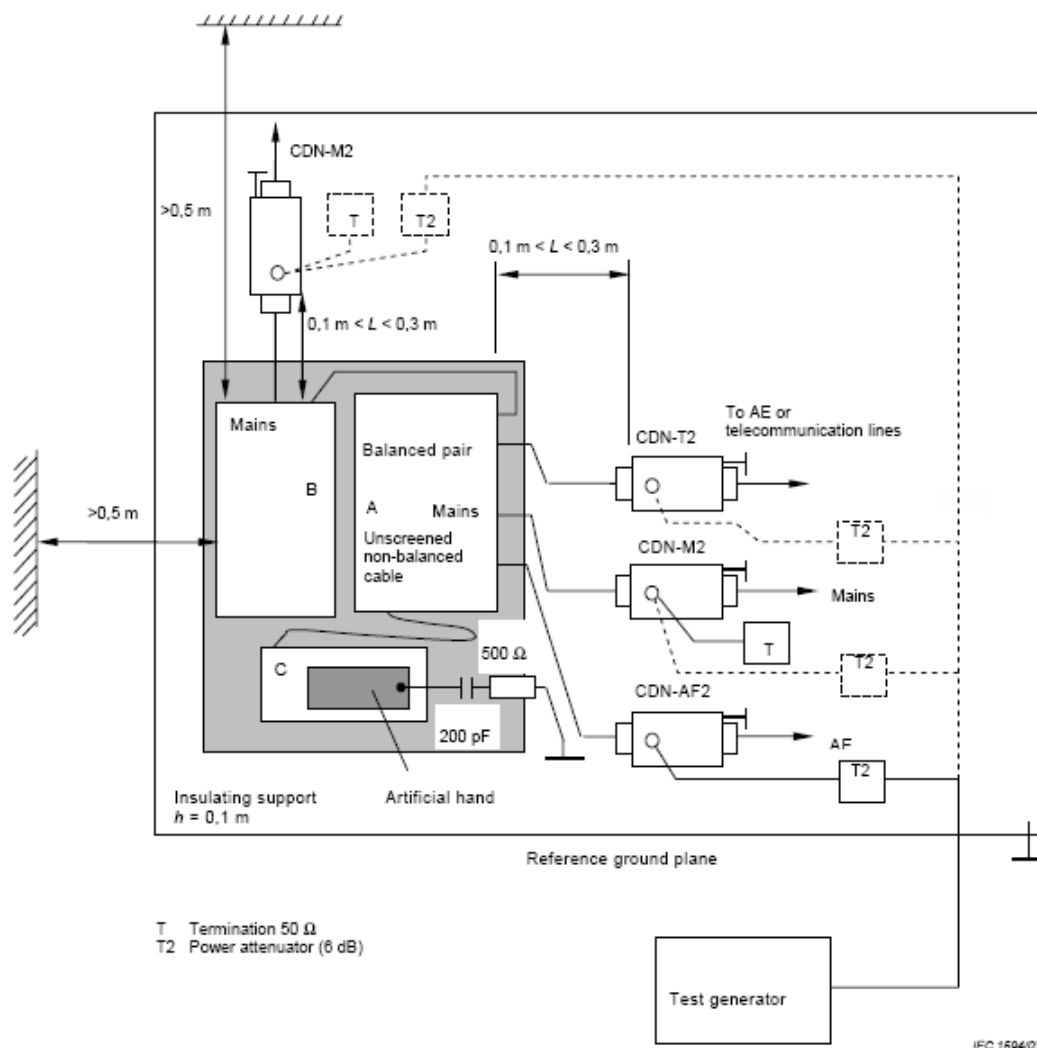 CDN-M2
>0,5 m
T
T2
0,1 m < L < 0,3 m
0,1 m < L < 0,3 m
Mains
B
Balanced pair
A
Mains
Unscreened
non-balanced
cable
CDN-T2
To AE or
telecommunication lines
>0,5 m
T2
CDN-M2
Mains
T
T2
C
500 Ω
200 pF
CDN-AF2
AF
T2
Insulating support
h = 0,1 m
Artificial hand
Reference ground plane
T Termination 50 Ω
T2 Power attenuator (6 dB)
Test generator